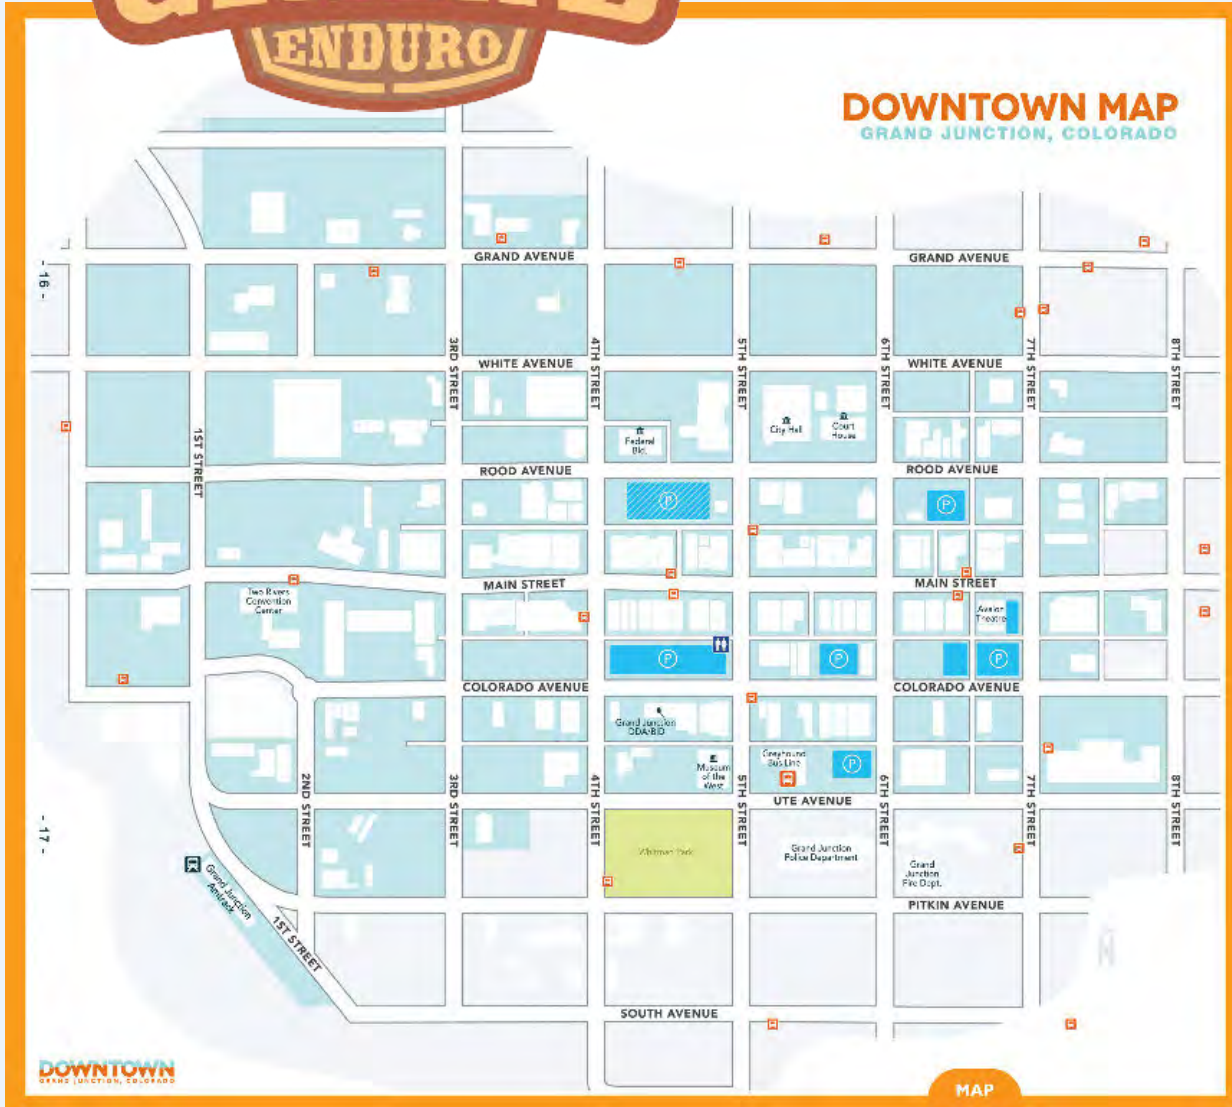 ENDURO
DOWNTOWN MAP
GRAND JUNCTION, COLORADO
- 16 -
GRAND AVENUE
GRAND AVENUE
3RD STREET
4TH STREET
5TH STREET
6TH STREET
7TH STREET
8TH STREET
WHITE AVENUE
WHITE AVENUE
1ST STREET
Federal
Bld.
City Hall
Court
House
ROOD AVENUE
ROOD AVENUE
P
P
MAIN STREET
MAIN STREET
Two Rivers
Convention
Center
Avalon
Theatre
P
P
P
COLORADO AVENUE
COLORADO AVENUE
Grand Junction
DDA/BID
Museum
of the
West
Greyhound
Bus Line
P
2ND STREET
3RD STREET
4TH STREET
5TH STREET
6TH STREET
7TH STREET
8TH STREET
UTE AVENUE
- 17 -
Whitman Park
Grand Junction
Police Department
Grand
Junction
Fire Dept.
Grand Junction
Amtrack
1ST STREET
PITKIN AVENUE
SOUTH AVENUE
DOWNTOWN
GRAND JUNCTION, COLORADO
MAP